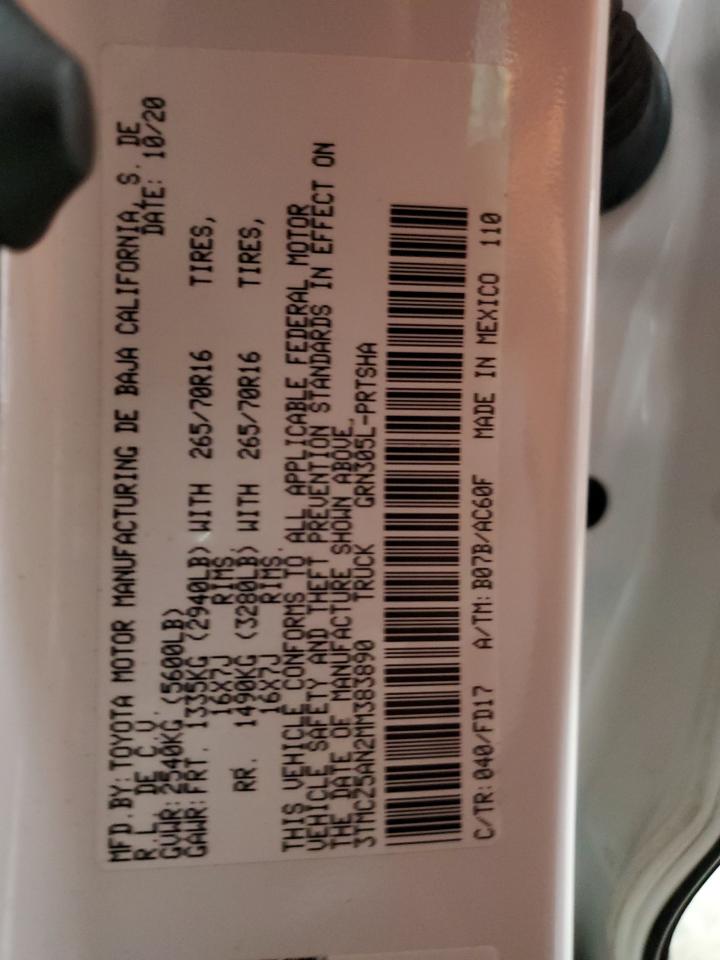 MFD.BY: TOYOTA MOTOR MANUFACTURING DE BAJA CALIFORNIA, S. DE
R.L. DE C.V. DATE: 10/20
GVWR: 2540KG (5600LB)
GAWR: FRT. 1335KG (2940LB) WITH 265/70R16 TIRES,
16X7J RIMS,
RR. 1490KG (3280LB) WITH 265/70R16 TIRES,
16X7J RIMS.
THIS VEHICLE CONFORMS TO ALL APPLICABLE FEDERAL MOTOR
VEHICLE SAFETY AND THEFT PREVENTION STANDARDS IN EFFECT ON
THE DATE OF MANUFACTURE SHOWN ABOVE.
3TMCZ5AN2MM383890 TRUCK GRN305L-PRTSHA
C/TR: 040/FD17 A/TM: B07B/AC60F MADE IN MEXICO 110